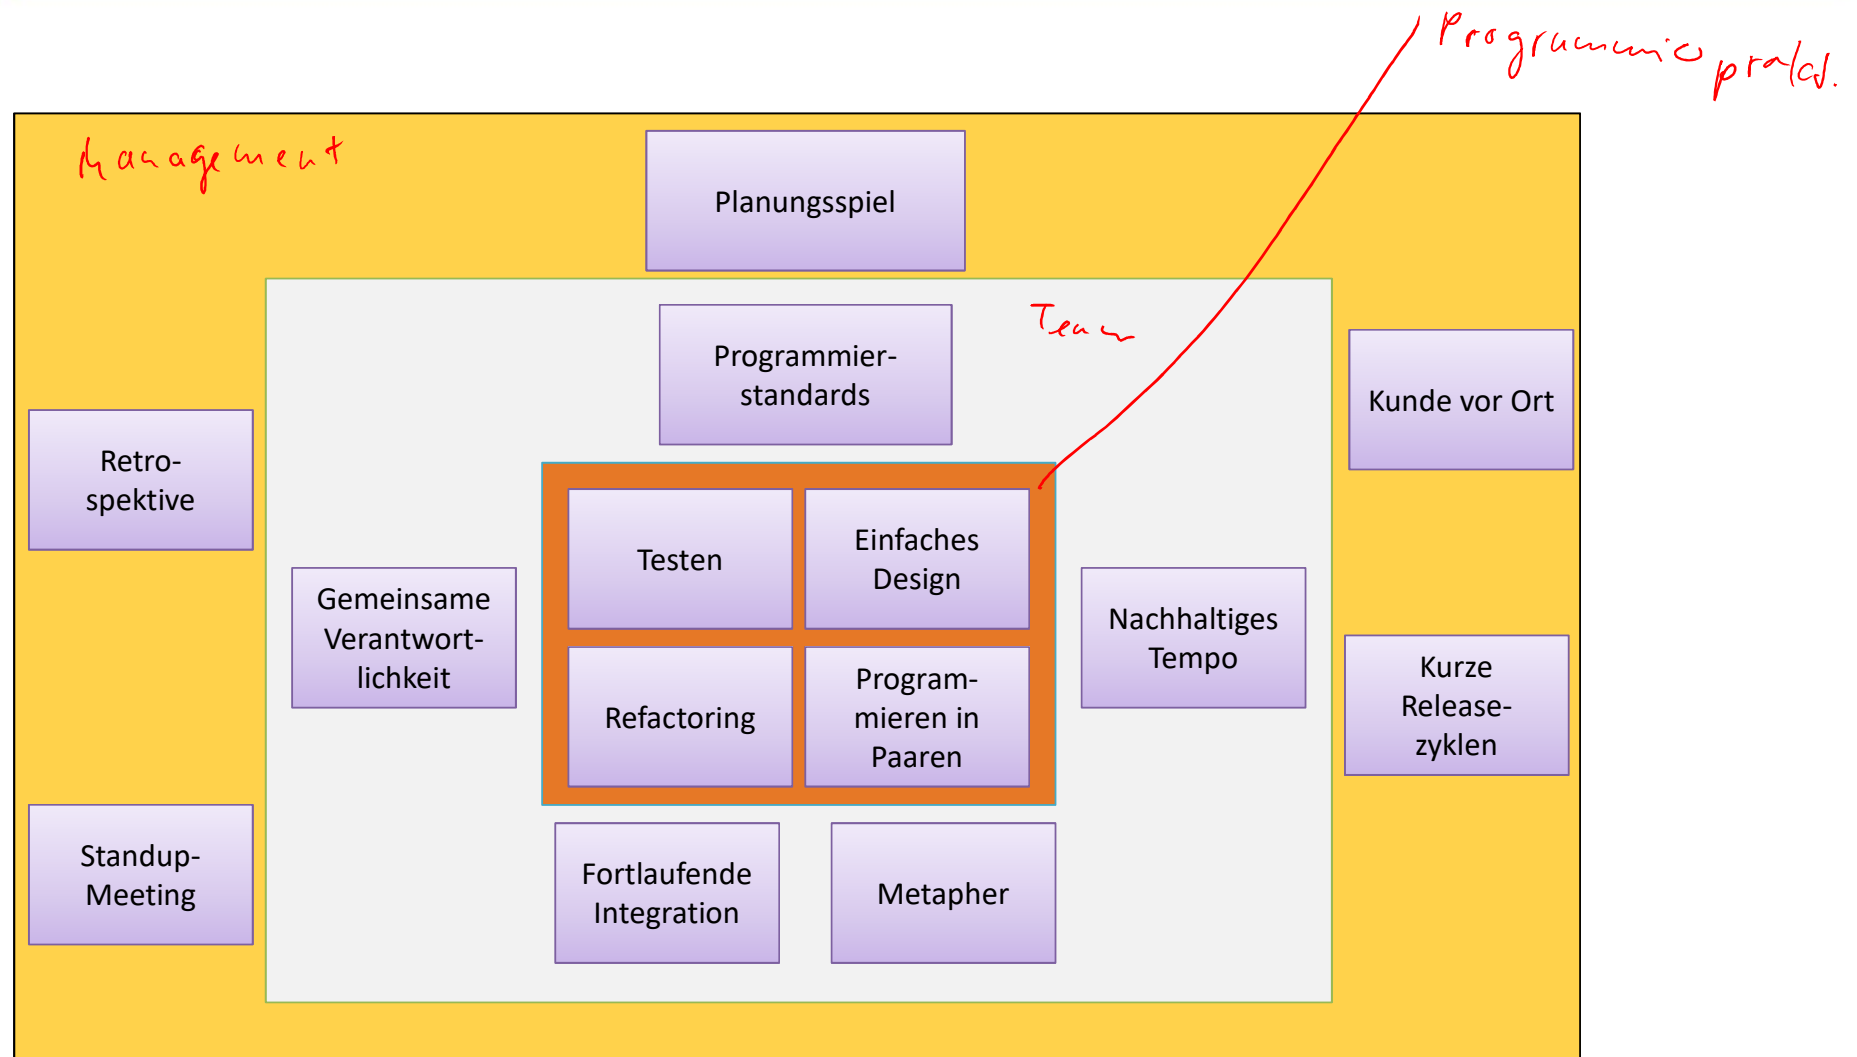 Programmierprakt.
Management
Planungsspiel
Team
Programmier-
standards
Kunde vor Ort
Retro-
spektive
Testen
Einfaches
Design
Gemeinsame
Verantwort-
lichkeit
Nachhaltiges
Tempo
Refactoring
Program-
mieren in
Paaren
Kurze
Release-
zyklen
Standup-
Meeting
Fortlaufende
Integration
Metapher